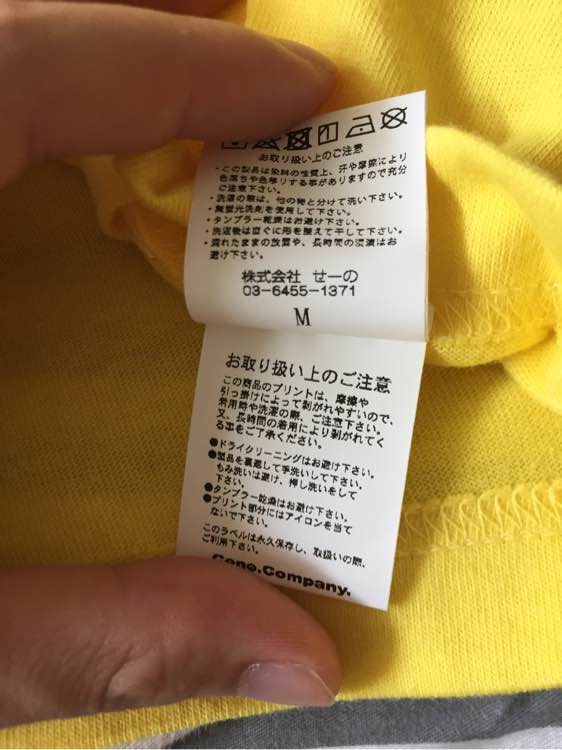 お取り扱い上のご注意
・この製品は染料の性質上、汗や摩擦により
色落ちや色移りする事がありますので充分
ご注意下さい。
・洗濯の際は、他の物と分けて洗い下さい。
・無蛍光洗剤を使用して下さい。
・タンブラー乾燥はお避け下さい。
・洗濯後は直ぐに形を整えて干して下さい。
・濡れたままの放置や、長時間の浸漬はお
避け下さい。
株式会社 せーの
03-6455-1371
M
お取り扱い上のご注意
この商品のプリントは、摩擦や
引っ掛けによって剥がれやすいので、
着用時や洗濯の際、ご注意下さい。
又、長時間の着用により剥がれてく
る事をご了承ください。
●ドライクリーニングはお避け下さい。
●製品を裏返して手洗いして下さい。
もみ洗いは避け、押し洗いをして
下さい。
●タンブラー乾燥はお避け下さい。
●プリント部分にはアイロンを当て
ないで下さい。
このラベルは永久保存し、取扱いの際、
ご利用下さい。
Ceno.Company.